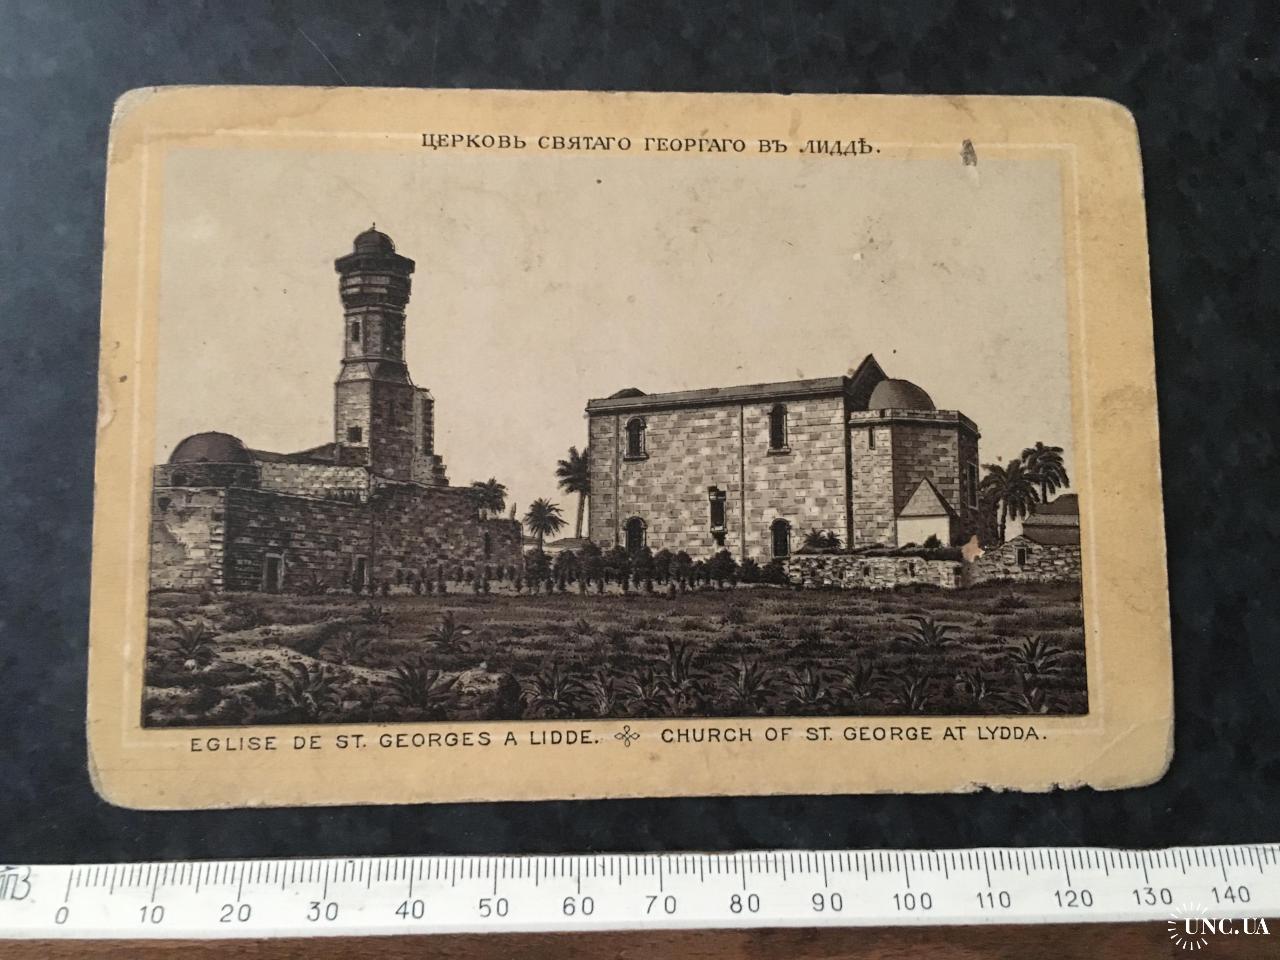 ЦЕРКОВЬ СВЯТАГО ГЕОРГАГО ВЪ ЛИДДѢ.
EGLISE DE ST. GEORGES A LIDDE. CHURCH OF ST. GEORGE AT LYDDA.
0 10 20 30 40 50 60 70 80 90 100 110 120 130 140
UNC.UA